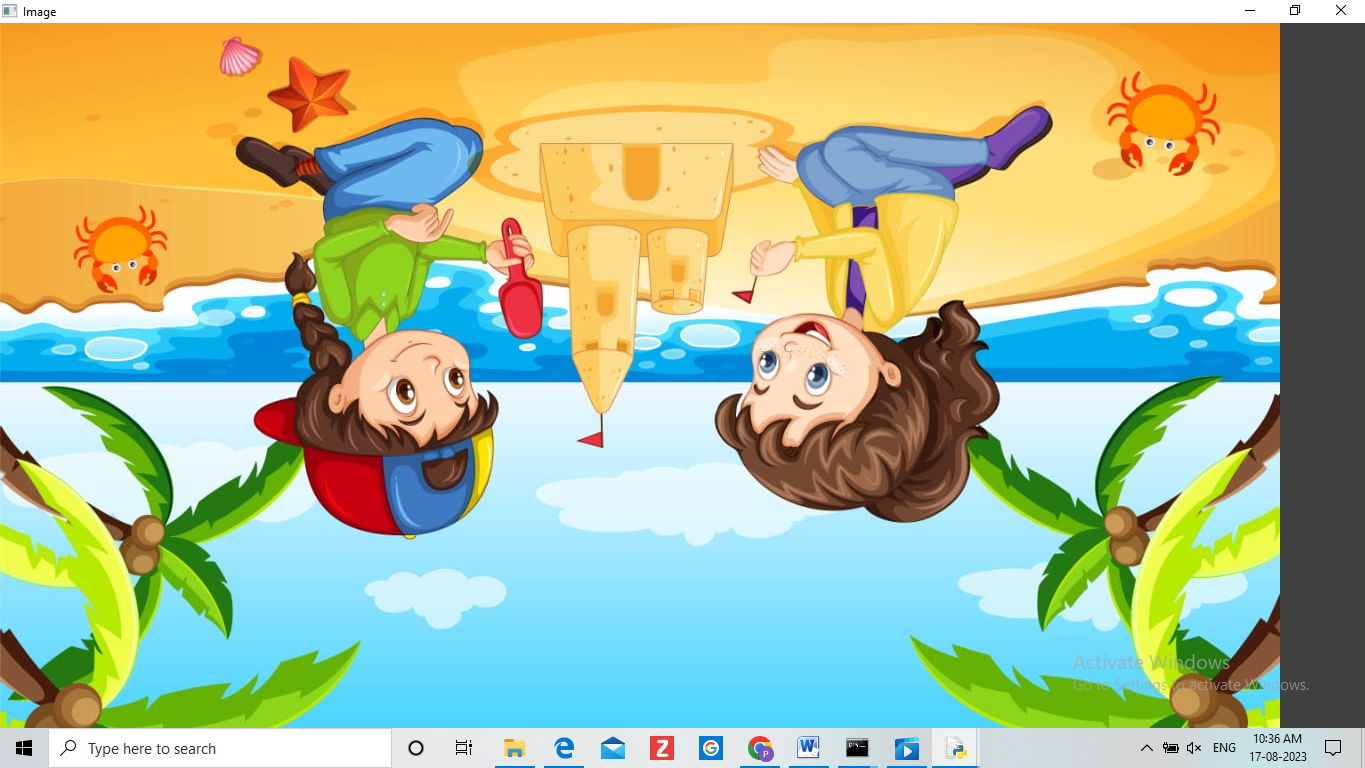 Image
Activate Windows
Go to Settings to activate Windows.
Type here to search
ENG
10:36 AM
17-08-2023